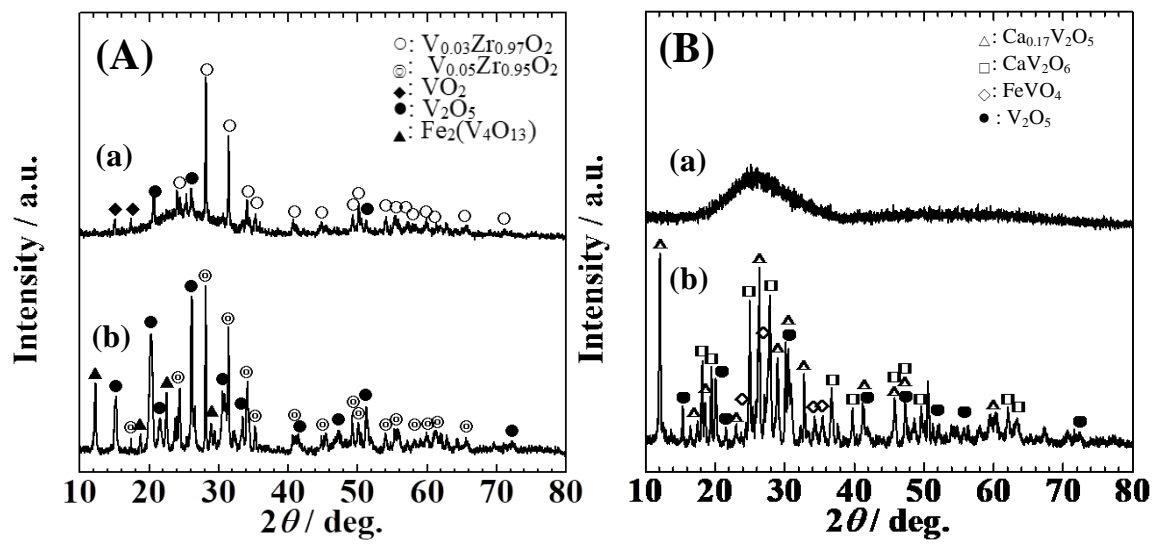 (A)
○: V0.03Zr0.97O2
◎: V0.05Zr0.95O2
◆: VO2
●: V2O5
▲: Fe2(V4O13)
(a)
(b)
Intensity / a.u.
10 20 30 40 50 60 70 80
2θ / deg.
(B)
△: Ca0.17V2O5
□: CaV2O6
◇: FeVO4
●: V2O5
(a)
(b)
Intensity / a.u.
10 20 30 40 50 60 70 80
2θ / deg.